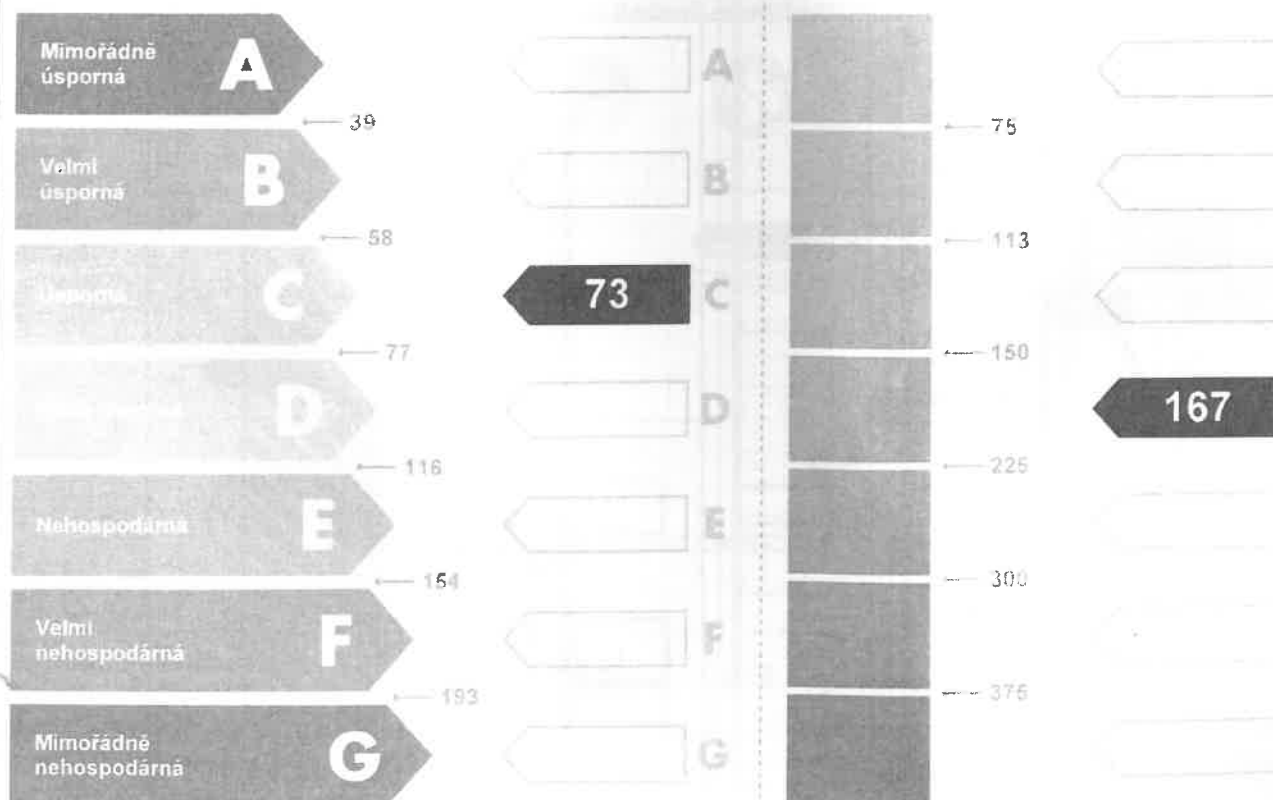 Mimořádně
úsporná
A
A
39
75
Velmi
úsporná
B
B
58
113
Úsporná
C
73
C
77
150
D
D
167
116
225
Nehospodárná
E
E
154
300
Velmi
nehospodárná
F
F
193
375
Mimořádně
nehospodárná
G
G